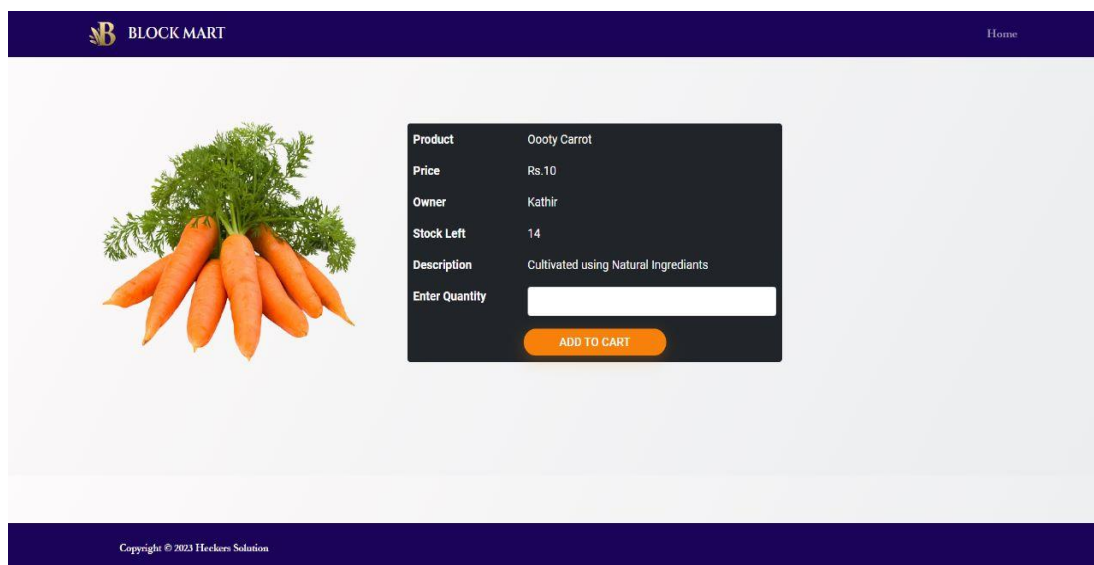 BLOCK MART
Home
Product Oooty Carrot
Price Rs.10
Owner Kathir
Stock Left 14
Description Cultivated using Natural Ingrediants
Enter Quantity
ADD TO CART
Copyright © 2023 Heckers Solution